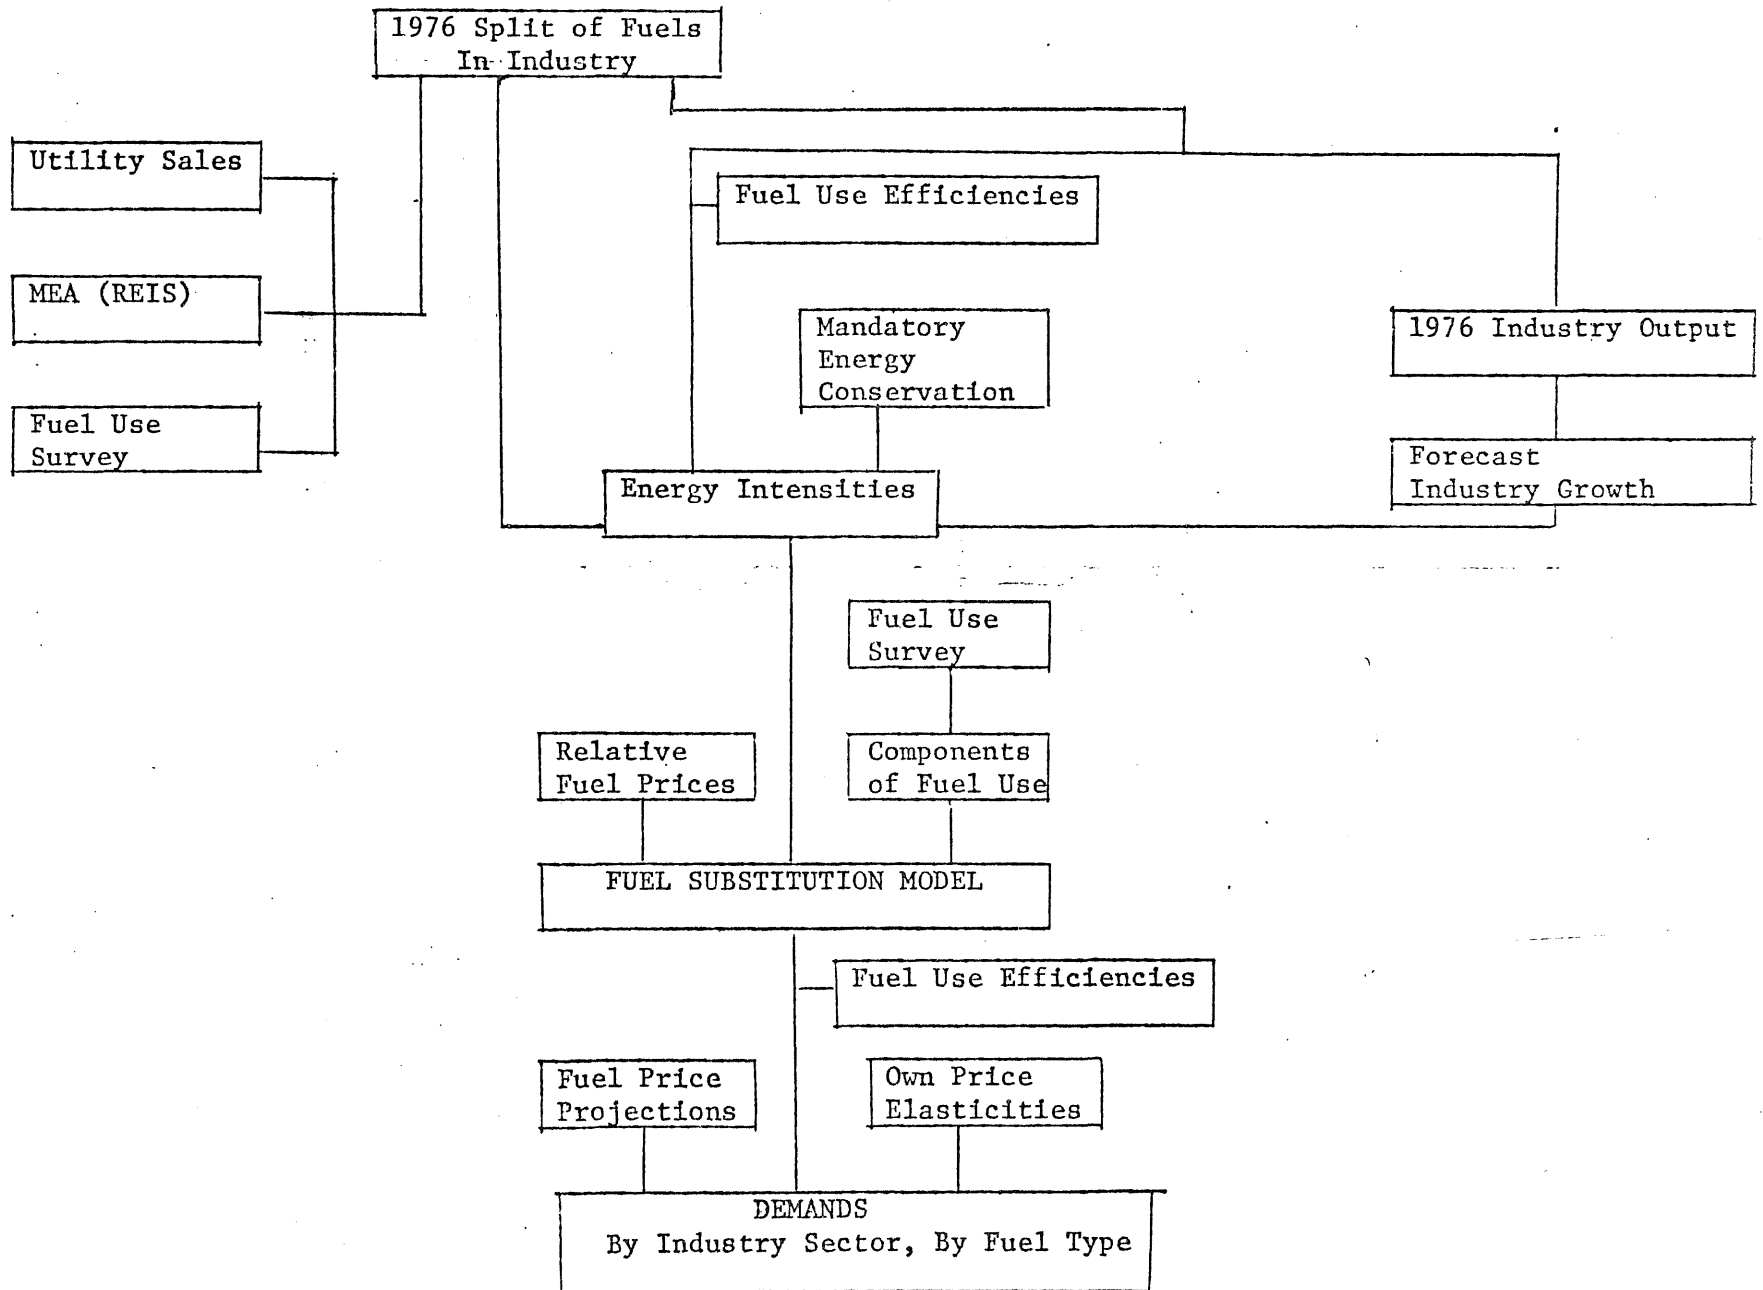 1976 Split of Fuels
In Industry
Utility Sales
Fuel Use Efficiencies
MEA (REIS)
Mandatory
Energy
Conservation
1976 Industry Output
Fuel Use
Survey
Forecast
Industry Growth
Energy Intensities
Fuel Use
Survey
Relative
Fuel Prices
Components
of Fuel Use
FUEL SUBSTITUTION MODEL
Fuel Use Efficiencies
Fuel Price
Projections
Own Price
Elasticities
DEMANDS
By Industry Sector, By Fuel Type